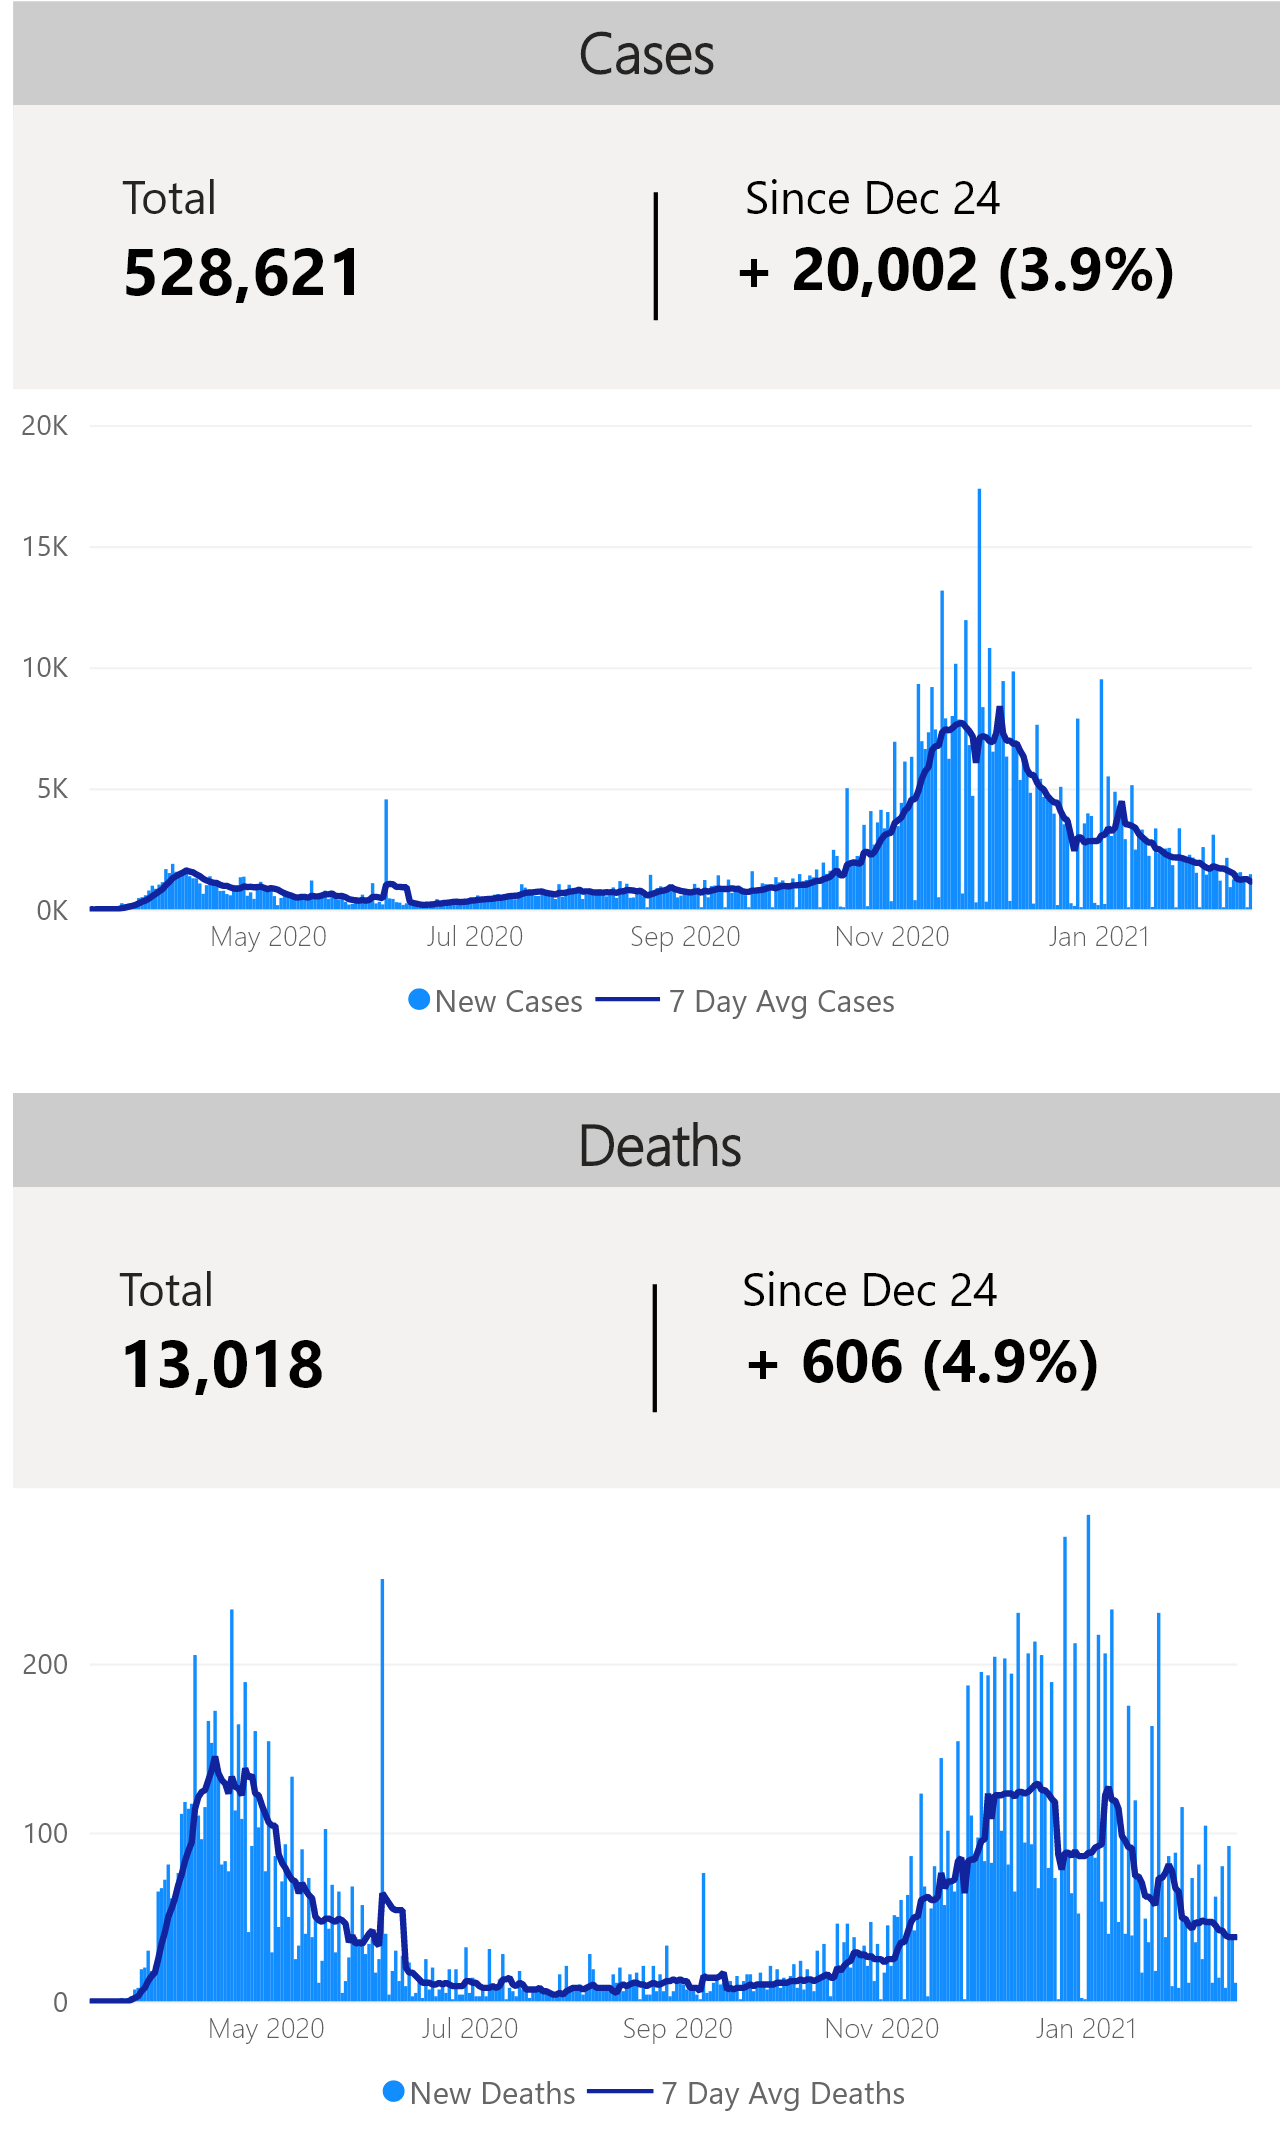 Cases
Total
Since Dec 24
528,621
+ 20,002 (3.9%)
20K
15K
10K
5K
0K
May 2020
Jul 2020
Sep 2020
Nov 2020
Jan 2021
New Cases
7 Day Avg Cases
Deaths
Total
Since Dec 24
13,018
+ 606 (4.9%)
200
100
0
May 2020
Jul 2020
Sep 2020
Nov 2020
Jan 2021
New Deaths
7 Day Avg Deaths